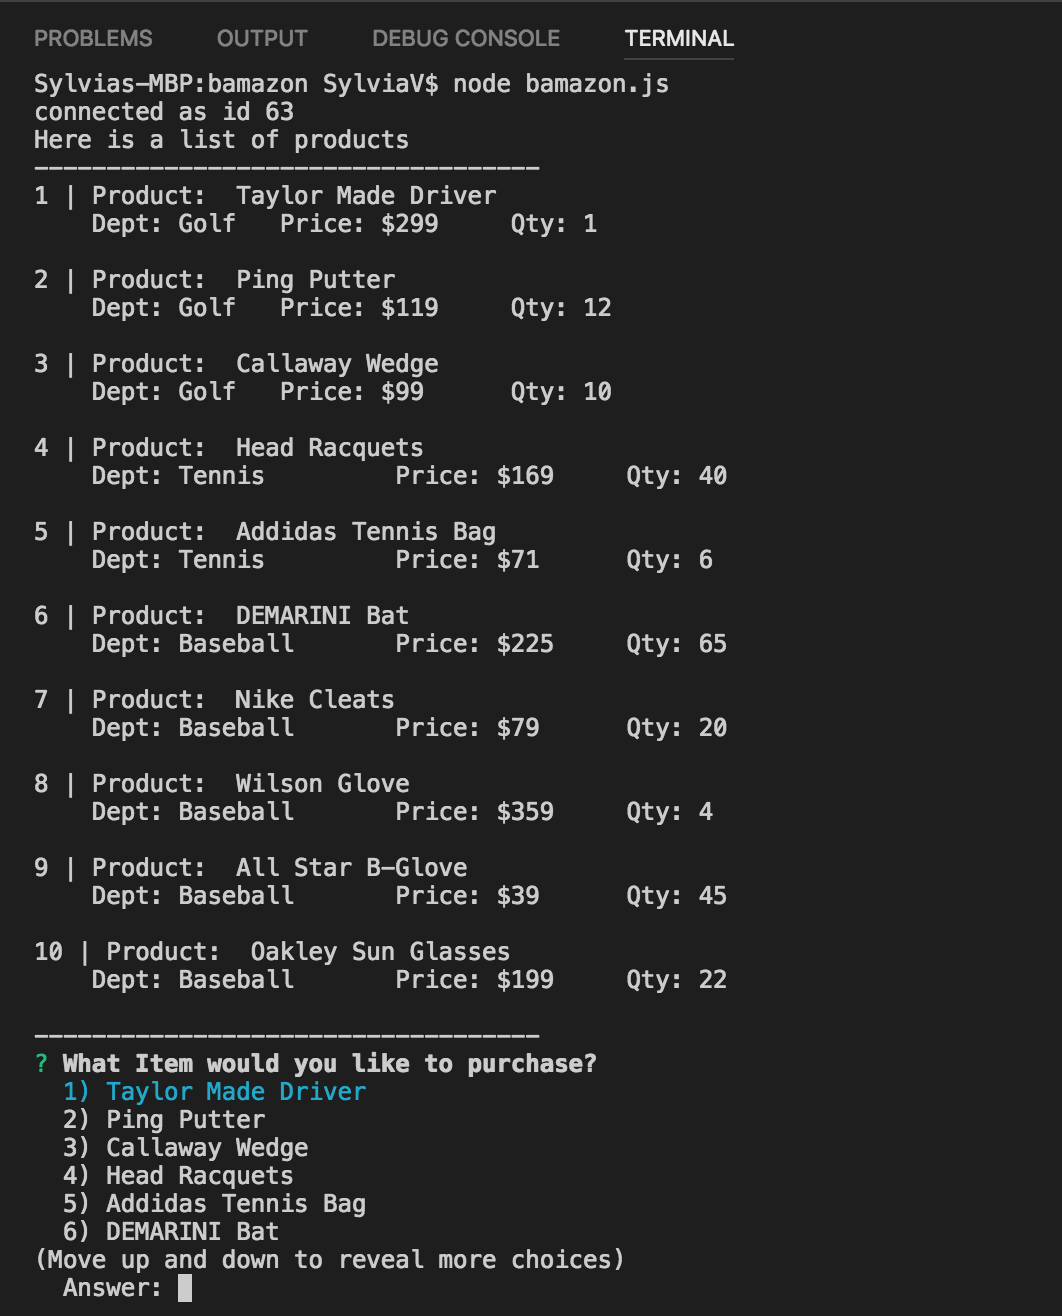 PROBLEMS OUTPUT DEBUG CONSOLE TERMINAL
Sylvias-MBP:bamazon SylviaV$ node bamazon.js
connected as id 63
Here is a list of products
-----------------------------------
1 | Product:  Taylor Made Driver
    Dept: Golf   Price: $299     Qty: 1
2 | Product:  Ping Putter
    Dept: Golf   Price: $119     Qty: 12
3 | Product:  Callaway Wedge
    Dept: Golf   Price: $99      Qty: 10
4 | Product:  Head Racquets
    Dept: Tennis         Price: $169     Qty: 40
5 | Product:  Addidas Tennis Bag
    Dept: Tennis         Price: $71      Qty: 6
6 | Product:  DEMARINI Bat
    Dept: Baseball       Price: $225     Qty: 65
7 | Product:  Nike Cleats
    Dept: Baseball       Price: $79      Qty: 20
8 | Product:  Wilson Glove
    Dept: Baseball       Price: $359     Qty: 4
9 | Product:  All Star B-Glove
    Dept: Baseball       Price: $39      Qty: 45
10 | Product:  Oakley Sun Glasses
    Dept: Baseball       Price: $199     Qty: 22
-----------------------------------
? What Item would you like to purchase?
  1) Taylor Made Driver
  2) Ping Putter
  3) Callaway Wedge
  4) Head Racquets
  5) Addidas Tennis Bag
  6) DEMARINI Bat
(Move up and down to reveal more choices)
  Answer: